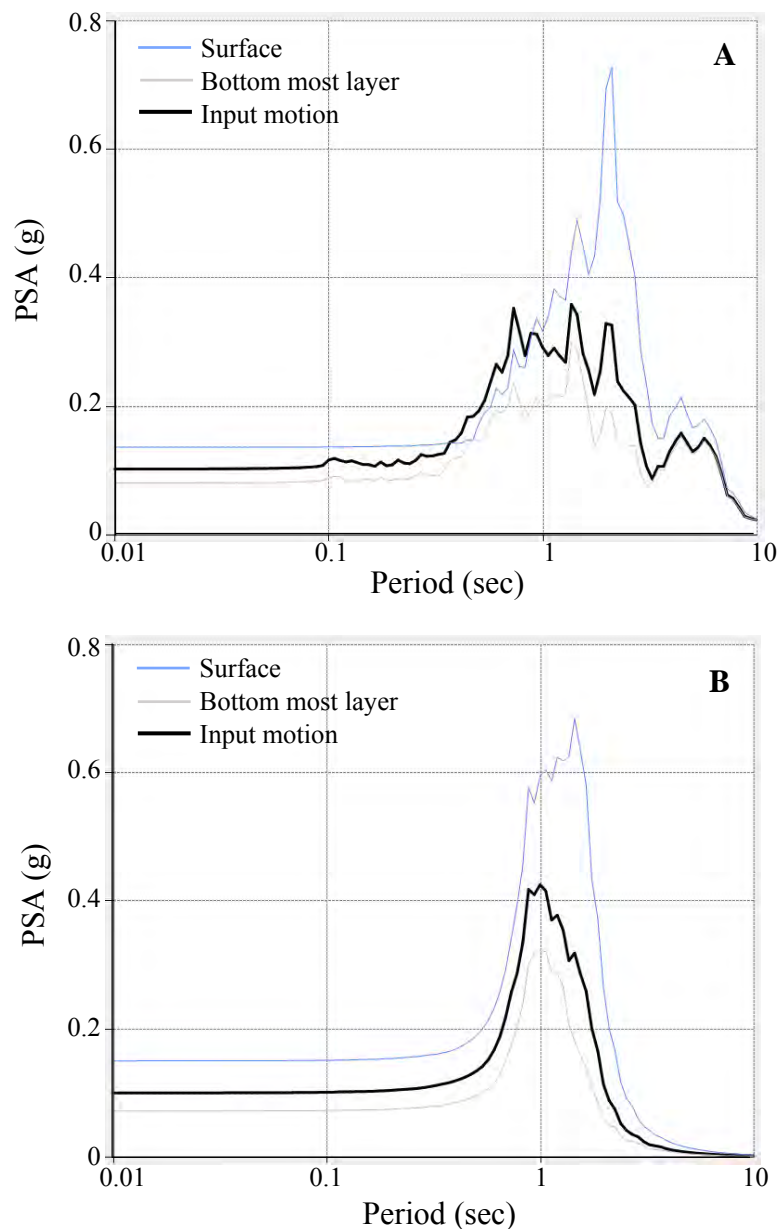 0.8
Surface
A
Bottom most layer
Input motion
0.6
PSA (g)
0.4
0.2
0
0.01 0.1 1 10
Period (sec)
0.8
Surface
B
Bottom most layer
Input motion
0.6
PSA (g)
0.4
0.2
0
0.01 0.1 1 10
Period (sec)